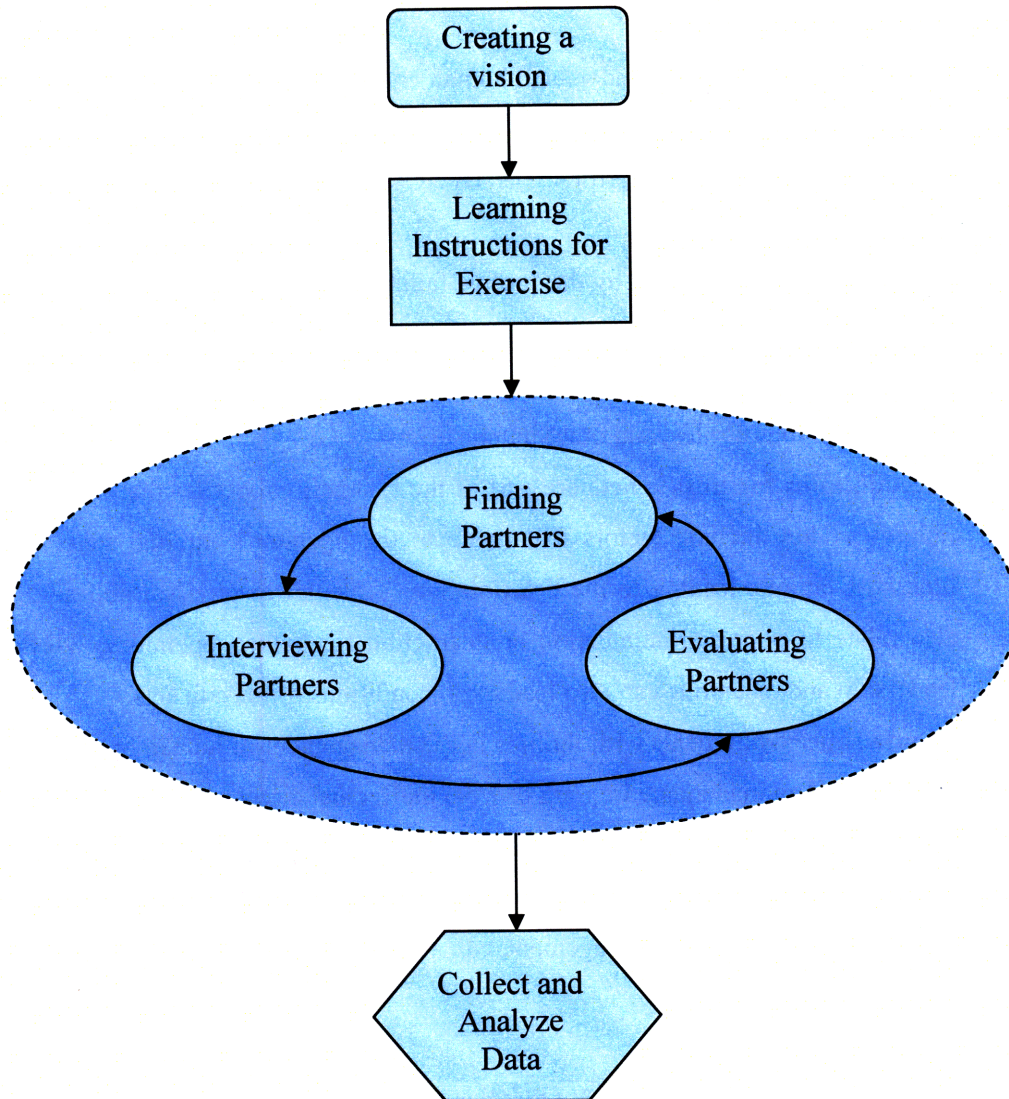 Creating a
vision
Learning
Instructions for
Exercise
Finding
Partners
Interviewing
Partners
Evaluating
Partners
Collect and
Analyze
Data